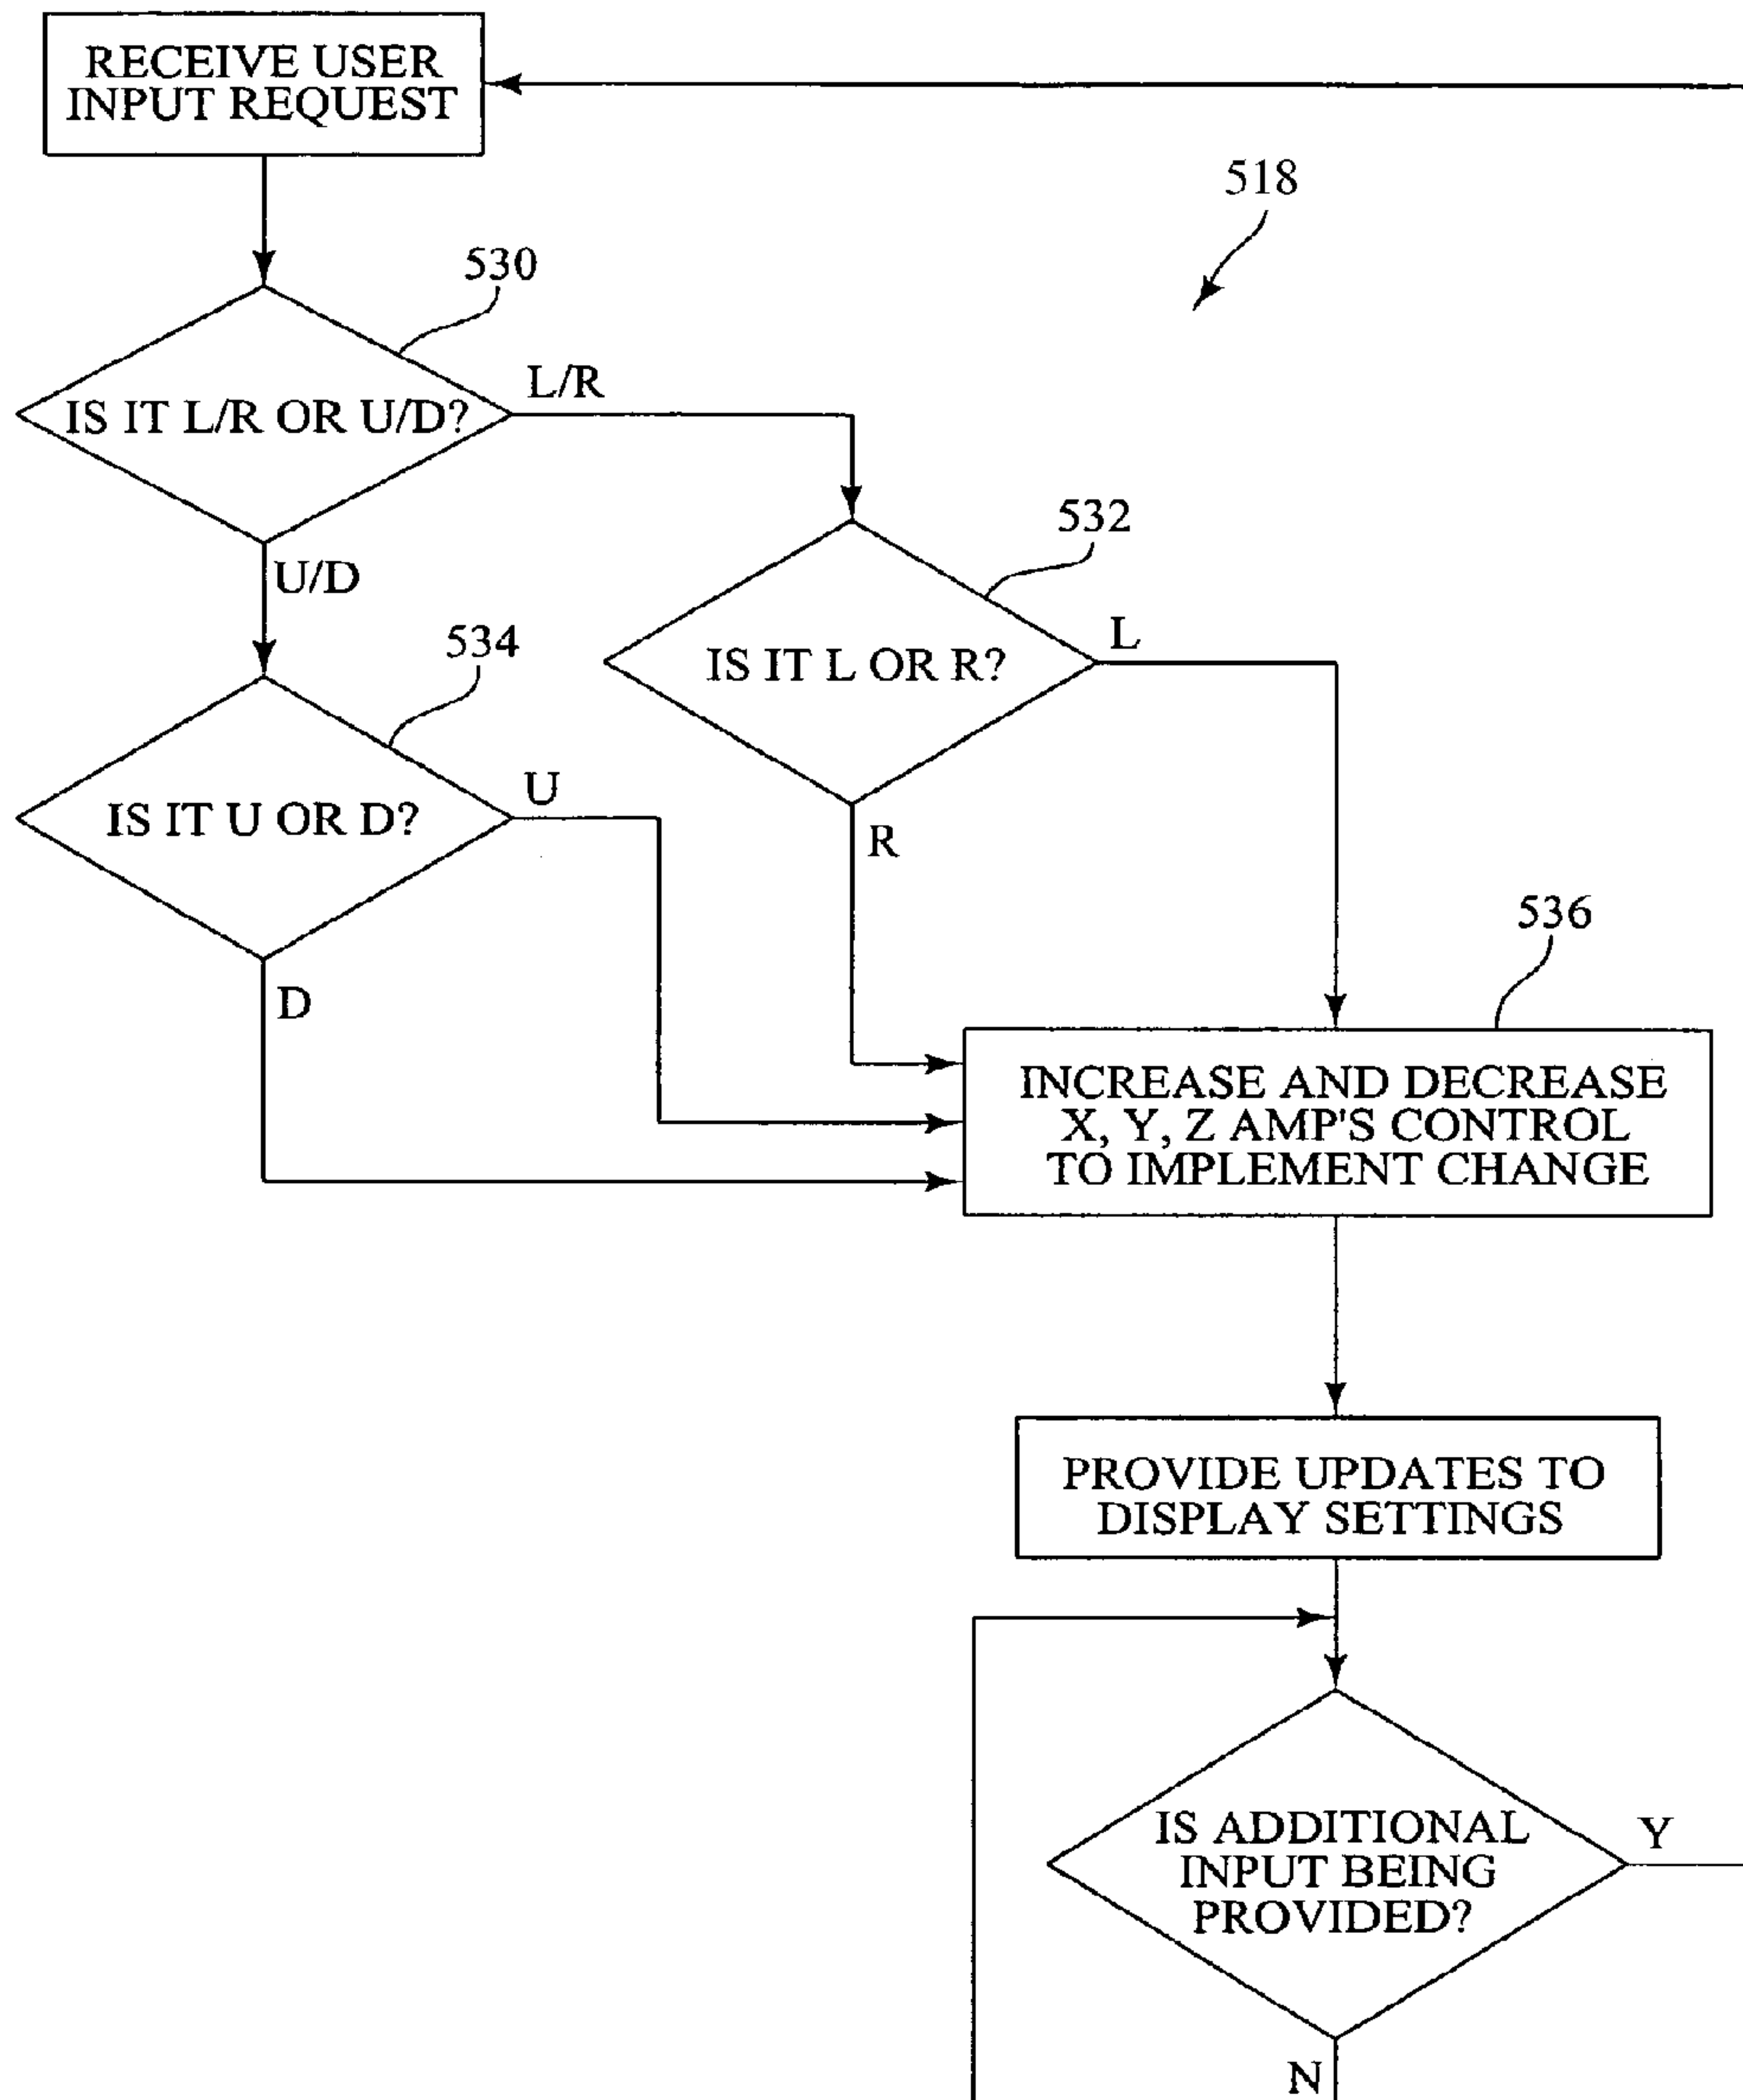 RECEIVE USER
INPUT REQUEST
518
530
IS IT L/R OR U/D?
L/R
U/D
532
IS IT L OR R?
L
R
534
IS IT U OR D?
U
D
536
INCREASE AND DECREASE
X, Y, Z AMP'S CONTROL
TO IMPLEMENT CHANGE
PROVIDE UPDATES TO
DISPLAY SETTINGS
IS ADDITIONAL
INPUT BEING
PROVIDED?
Y
N